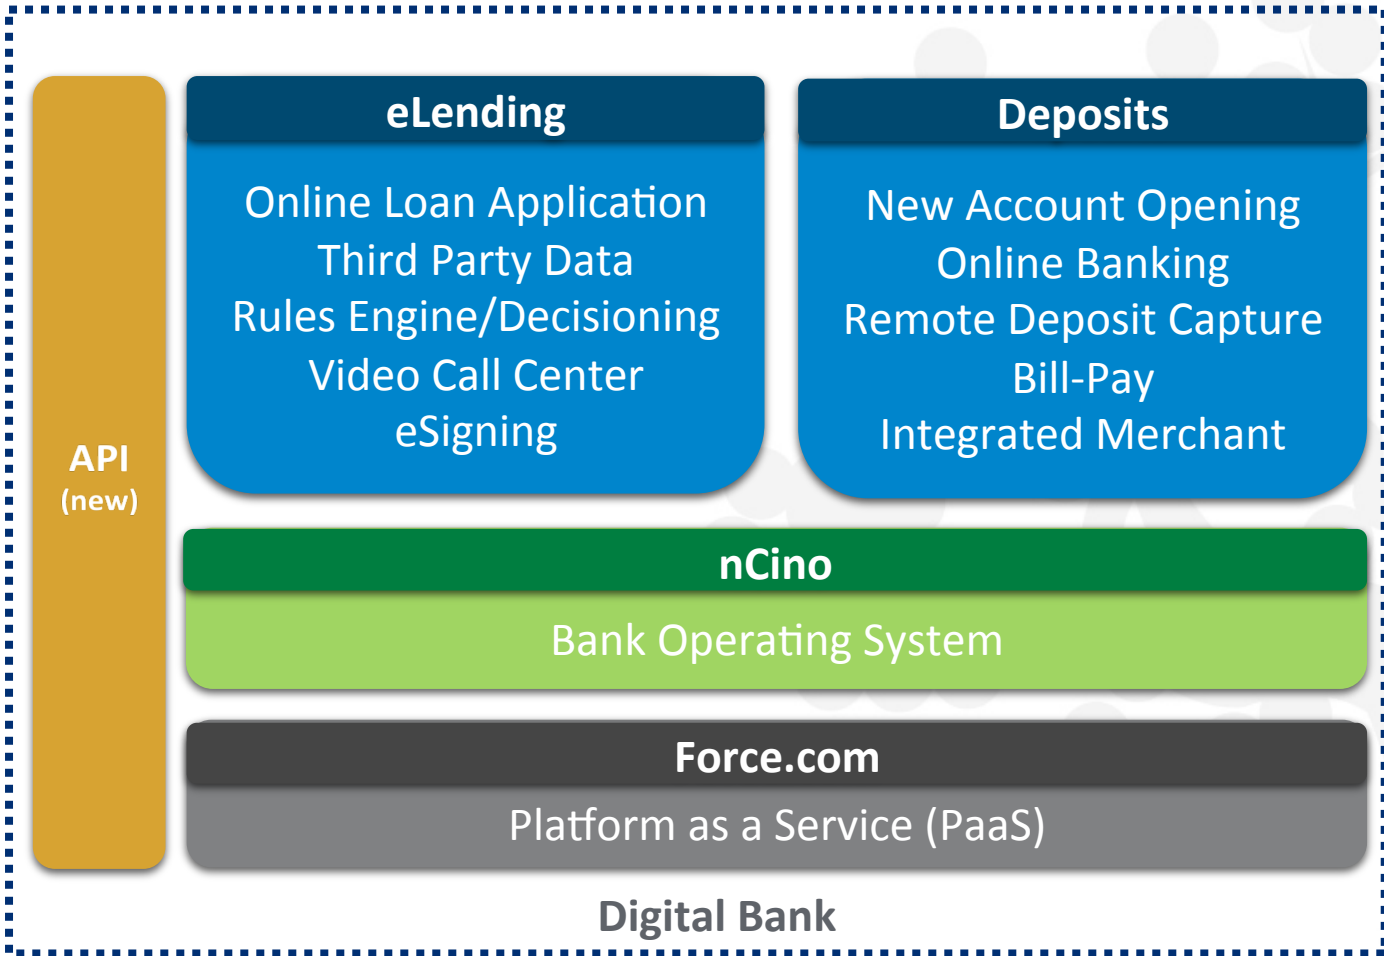 API
(new)
eLending
Online Loan Application
Third Party Data
Rules Engine/Decisioning
Video Call Center
eSigning
Deposits
New Account Opening
Online Banking
Remote Deposit Capture
Bill-Pay
Integrated Merchant
nCino
Bank Operating System
Force.com
Platform as a Service (PaaS)
Digital Bank